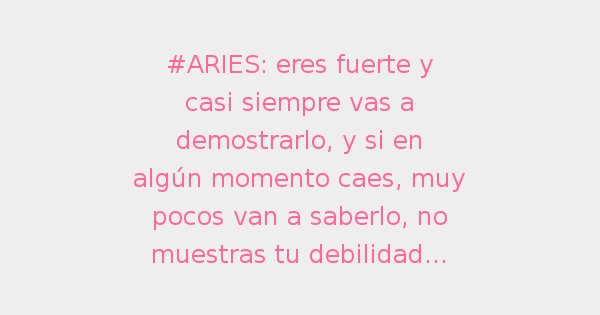 #ARIES: eres fuerte y
casi siempre vas a
demostrarlo, y si en
algún momento caes, muy
pocos van a saberlo, no
muestras tu debilidad...